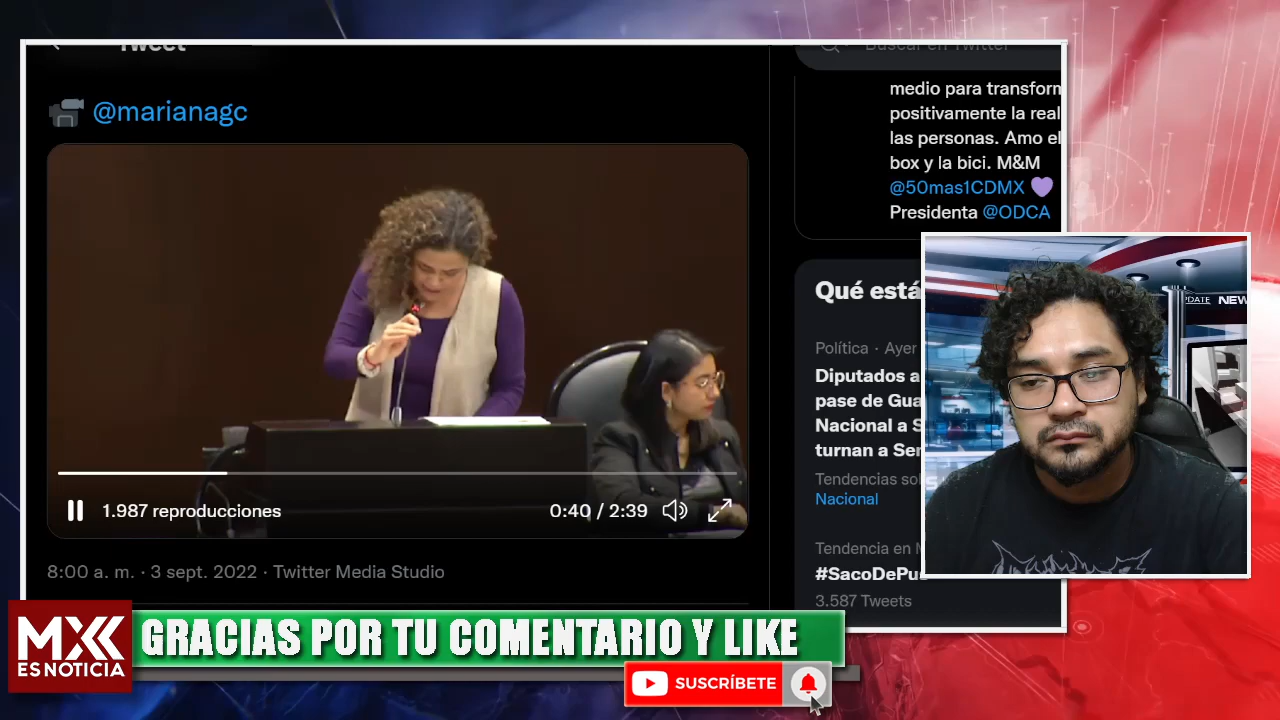 Tweet
Buscar en Twitter
@marianagc
medio para transform
positivamente la real
las personas. Amo el
box y la bici. M&M
@50mas1CDMX
Presidenta @ODCA
Qué está
Política · Ayer
Diputados a
pase de Gua
Nacional a S
turnan a Ser
Tendencias sol
Nacional
Tendencia en M
#SacoDePu
3.587 Tweets
PDATE NEW
1.987 reproducciones
0:40 / 2:39
8:00 a. m. · 3 sept. 2022 · Twitter Media Studio
MX
ES NOTICIA
GRACIAS POR TU COMENTARIO Y LIKE
SUSCRÍBETE